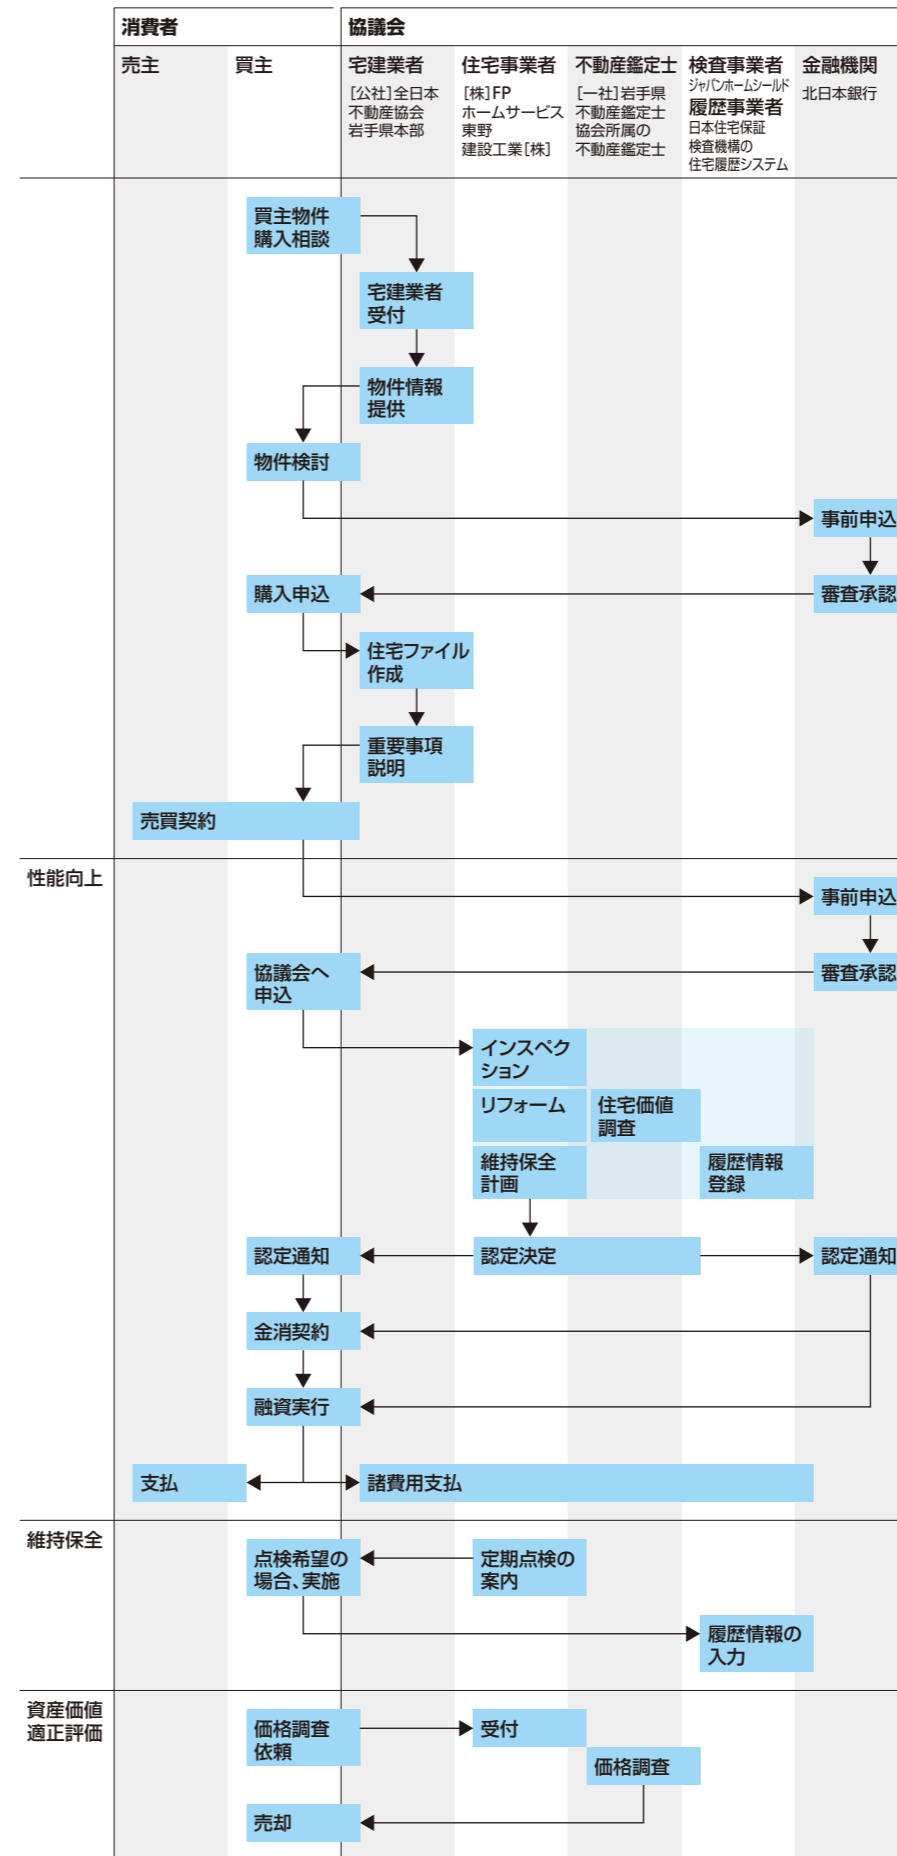 消費者
協議会
売主
買主
宅建業者
[公社]全日本
不動産協会
岩手県本部
住宅事業者
[株]FP
ホームサービス
東野
建設工業[株]
不動産鑑定士
[一社]岩手県
不動産鑑定士
協会所属の
不動産鑑定士
検査事業者
ジャパンホームシールド
履歴事業者
日本住宅保証
検査機構の
住宅履歴システム
金融機関
北日本銀行
買主物件
購入相談
宅建業者
受付
物件情報
提供
物件検討
事前申込
購入申込
審査承認
住宅ファイル
作成
重要事項
説明
売買契約
性能向上
事前申込
協議会へ
申込
審査承認
インスペク
ション
リフォーム
住宅価値
調査
維持保全
計画
履歴情報
登録
認定通知
認定決定
認定通知
金消契約
融資実行
支払
諸費用支払
維持保全
点検希望の
場合、実施
定期点検の
案内
履歴情報の
入力
資産価値
適正評価
価格調査
依頼
受付
価格調査
売却